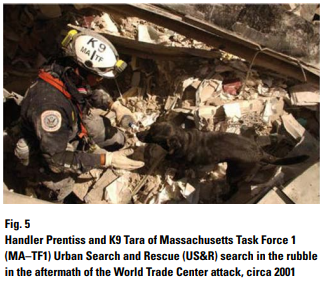 K9
MA TF1
Fig. 5
Handler Prentiss and K9 Tara of Massachusetts Task Force 1
(MA–TF1) Urban Search and Rescue (US&R) search in the rubble
in the aftermath of the World Trade Center attack, circa 2001